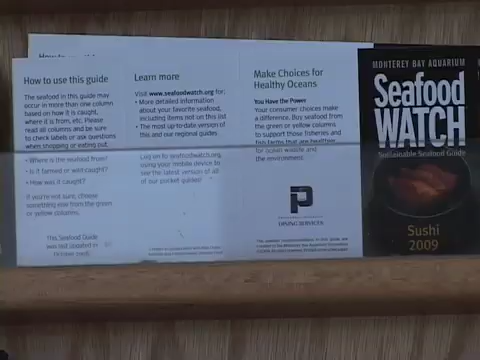 How to use this guide
The seafood in this guide may
occur in more than one column
based on how it is caught,
where it is from, etc. Please
read all columns and be sure
to check labels or ask questions
when shopping or eating out:
• Where is the seafood from?
• Is it farmed or wild-caught?
• How was it caught?
If you're not sure, choose
something else from the green
or yellow columns.
This Seafood Guide
was last updated in
October
Learn more
Visit www.seafoodwatch.org for:
• More detailed information
about your favorite seafood,
including items not on this list
• The most up-to-date version of
this and our regional guides
Log on to seafoodwatch.org
using your mobile device to
see the latest version of all
of our pocket guides!
Make Choices for
Healthy Oceans
You Have the Power
Your consumer choices make
a difference. Buy seafood from
the green or yellow columns
to support those fisheries and
fish farms that are healthier
for ocean wildlife and
the environment.
P
DINING SERVICES
MONTEREY BAY AQUARIUM
Seafood
WATCH
Sustainable Seafood Guide
Sushi
2009